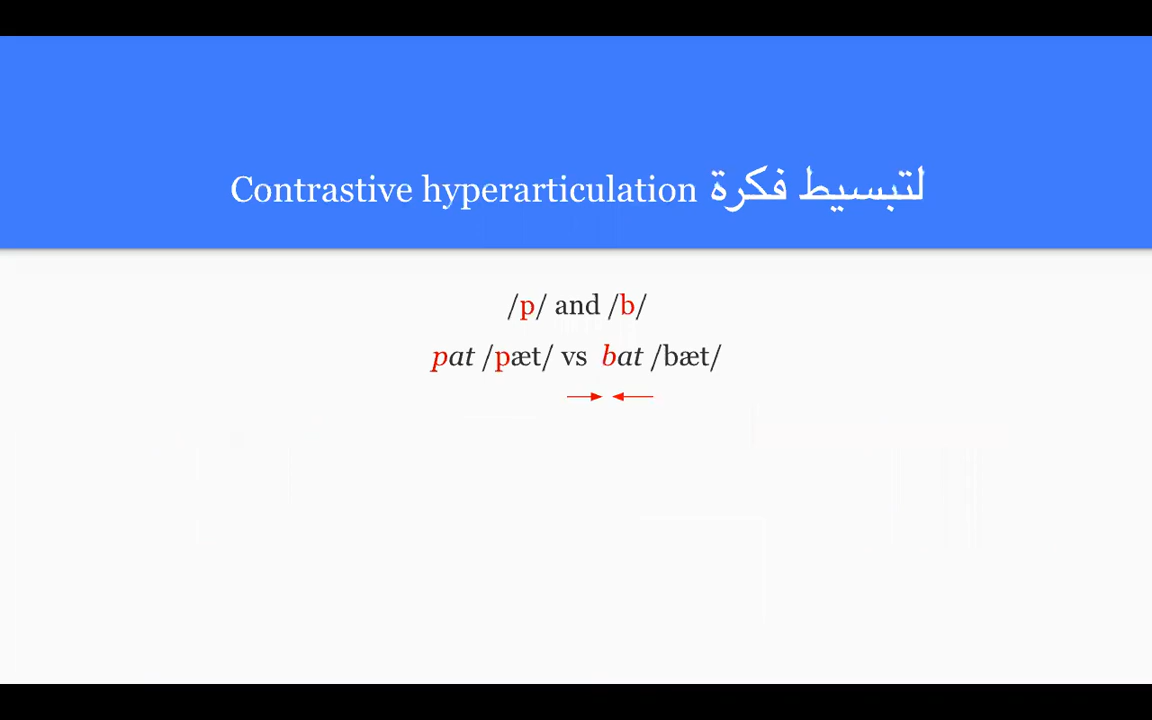 لتبسيط فكرة Contrastive hyperarticulation
/p/ and /b/
pat /pæt/ vs bat /bæt/